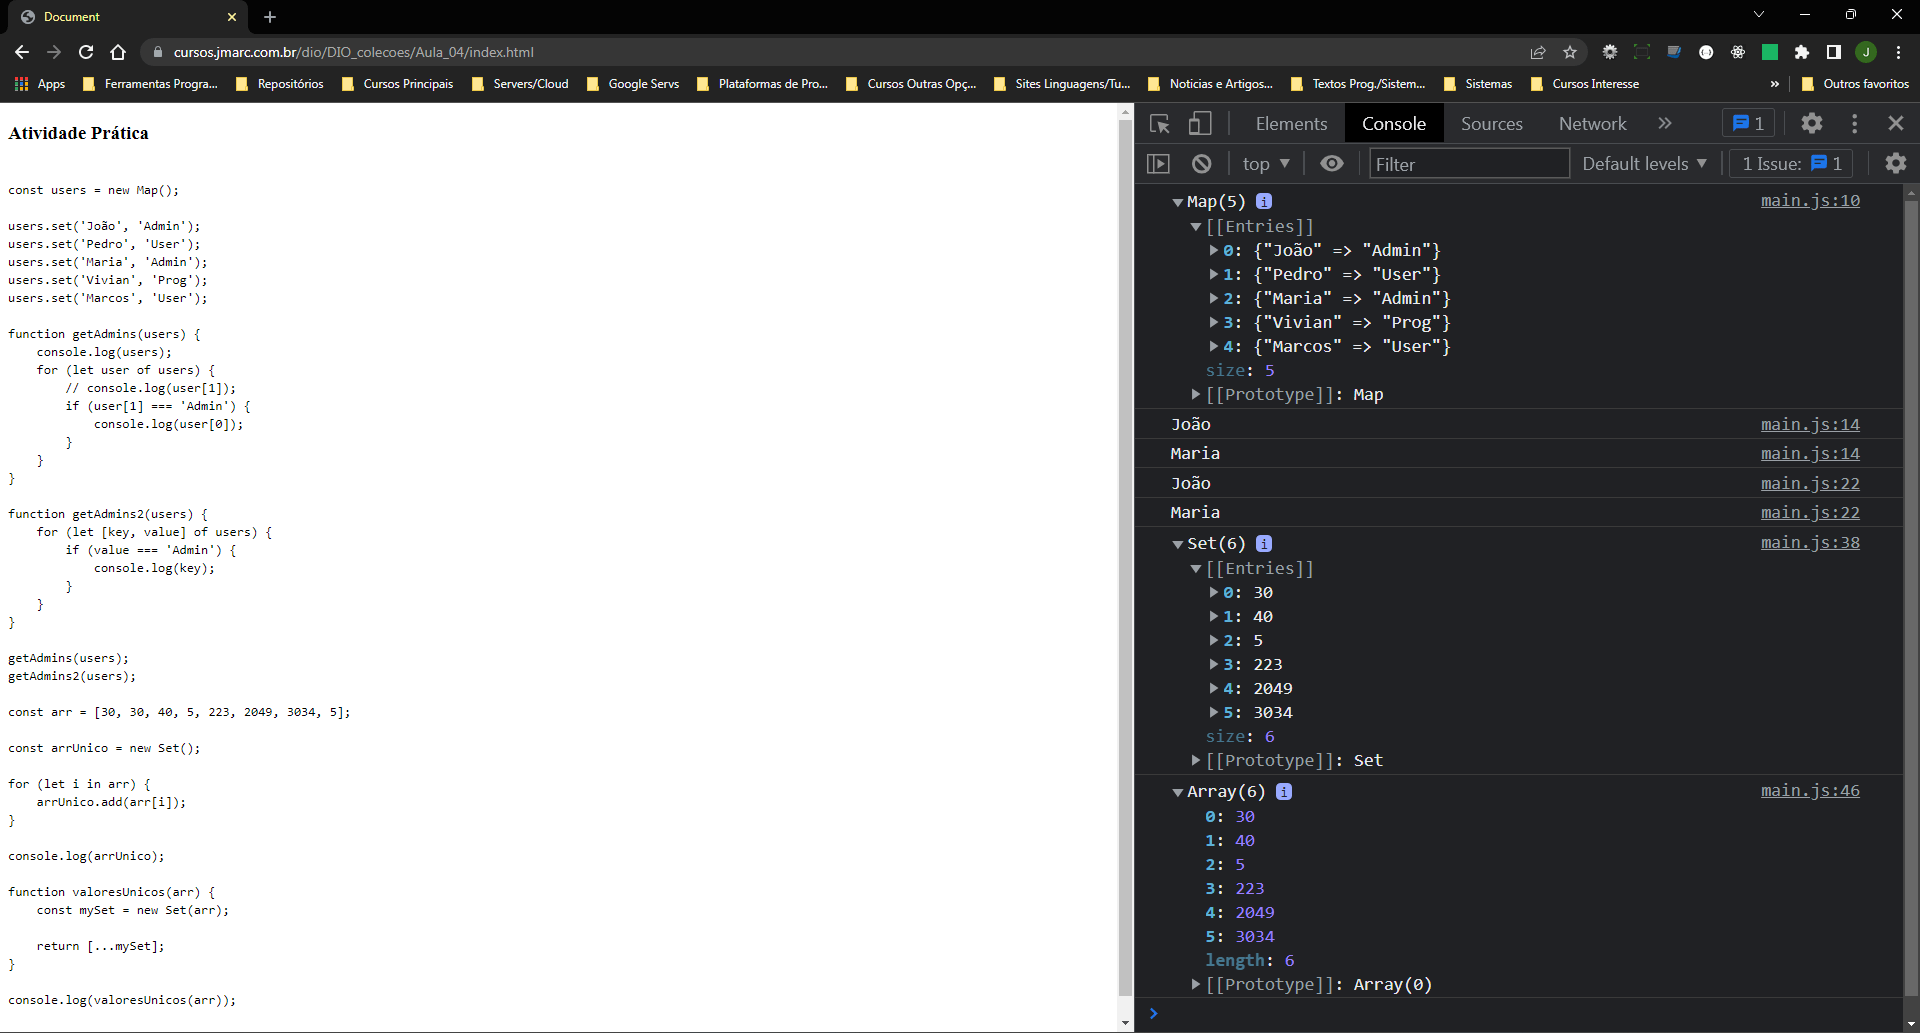 Document
cursos.jmarc.com.br/dio/DIO_colecoes/Aula_04/index.html
J
Apps Ferramentas Progra... Repositórios Cursos Principais Servers/Cloud Google Servs Plataformas de Pro... Cursos Outras Opç... Sites Linguagens/Tu... Noticias e Artigos... Textos Prog./Sistem... Sistemas Cursos Interesse » Outros favoritos
Atividade Prática
const users = new Map();
users.set('João', 'Admin');
users.set('Pedro', 'User');
users.set('Maria', 'Admin');
users.set('Vivian', 'Prog');
users.set('Marcos', 'User');
function getAdmins(users) {
    console.log(users);
    for (let user of users) {
        // console.log(user[1]);
        if (user[1] === 'Admin') {
            console.log(user[0]);
        }
    }
}
function getAdmins2(users) {
    for (let [key, value] of users) {
        if (value === 'Admin') {
            console.log(key);
        }
    }
}
getAdmins(users);
getAdmins2(users);
const arr = [30, 30, 40, 5, 223, 2049, 3034, 5];
const arrUnico = new Set();
for (let i in arr) {
    arrUnico.add(arr[i]);
}
console.log(arrUnico);
function valoresUnicos(arr) {
    const mySet = new Set(arr);
    return [...mySet];
}
console.log(valoresUnicos(arr));
Elements Console Sources Network » 1
top Filter Default levels 1 Issue: 1
Map(5) i main.js:10
[[Entries]]
0: {"João" => "Admin"}
1: {"Pedro" => "User"}
2: {"Maria" => "Admin"}
3: {"Vivian" => "Prog"}
4: {"Marcos" => "User"}
size: 5
[[Prototype]]: Map
João main.js:14
Maria main.js:14
João main.js:22
Maria main.js:22
Set(6) i main.js:38
[[Entries]]
0: 30
1: 40
2: 5
3: 223
4: 2049
5: 3034
size: 6
[[Prototype]]: Set
Array(6) i main.js:46
0: 30
1: 40
2: 5
3: 223
4: 2049
5: 3034
length: 6
[[Prototype]]: Array(0)